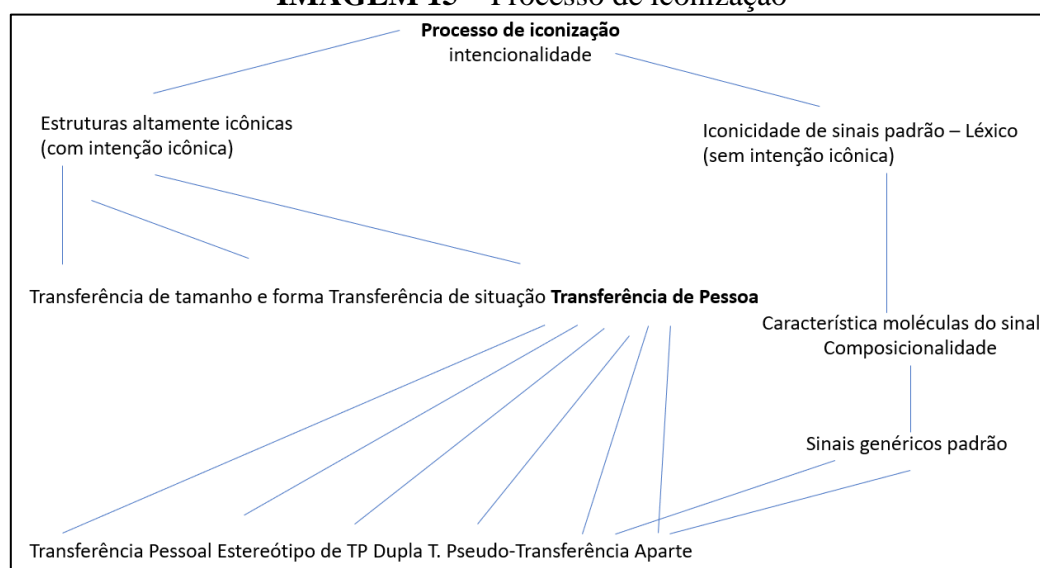 IMAGEM 15 – Processo de iconização
Processo de iconização
intencionalidade
Estruturas altamente icônicas
(com intenção icônica)
Iconicidade de sinais padrão – Léxico
(sem intenção icônica)
Transferência de tamanho e forma Transferência de situação Transferência de Pessoa
Característica moléculas do sinal
Composicionalidade
Sinais genéricos padrão
Transferência Pessoal Estereótipo de TP Dupla T. Pseudo-Transferência Aparte